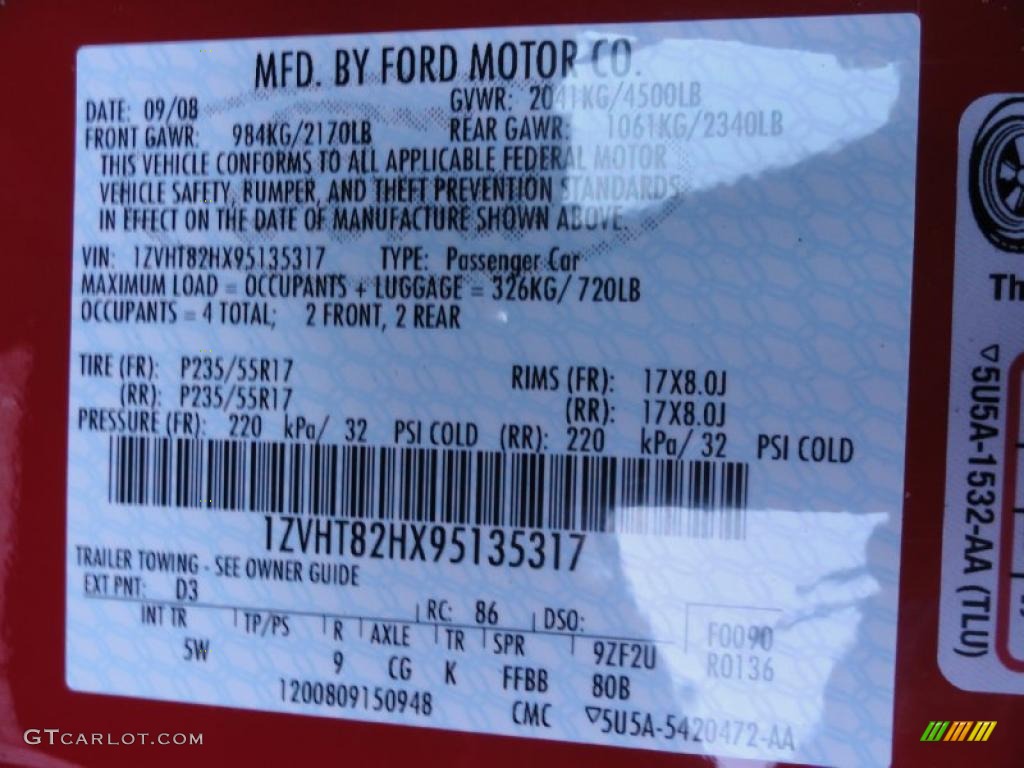 MFD. BY FORD MOTOR CO.
DATE: 09/08 GVWR: 2041KG/4500LB
FRONT GAWR: 984KG/2170LB REAR GAWR: 1061KG/2340LB
THIS VEHICLE CONFORMS TO ALL APPLICABLE FEDERAL MOTOR
VEHICLE SAFETY, BUMPER, AND THEFT PREVENTION STANDARDS
IN EFFECT ON THE DATE OF MANUFACTURE SHOWN ABOVE.
VIN: 1ZVHT82HX95135317 TYPE: Passenger Car
MAXIMUM LOAD = OCCUPANTS + LUGGAGE = 326KG/ 720LB
OCCUPANTS = 4 TOTAL; 2 FRONT, 2 REAR
TIRE (FR): P235/55R17 RIMS (FR): 17X8.0J
(RR): P235/55R17 (RR): 17X8.0J
PRESSURE (FR): 220 kPa/ 32 PSI COLD (RR): 220 kPa/ 32 PSI COLD
1ZVHT82HX95135317
TRAILER TOWING - SEE OWNER GUIDE
EXT PNT: D3 RC: 86 DSO: F0090
INT TR TP/PS R AXLE TR SPR 9ZF2U R0136
5W 9 CG K FFBB 80B
1200809150948 CMC ▽5U5A-5420472-AA
Th
▽5U5A-1532-AA (TLU)
GTCARLOT.COM